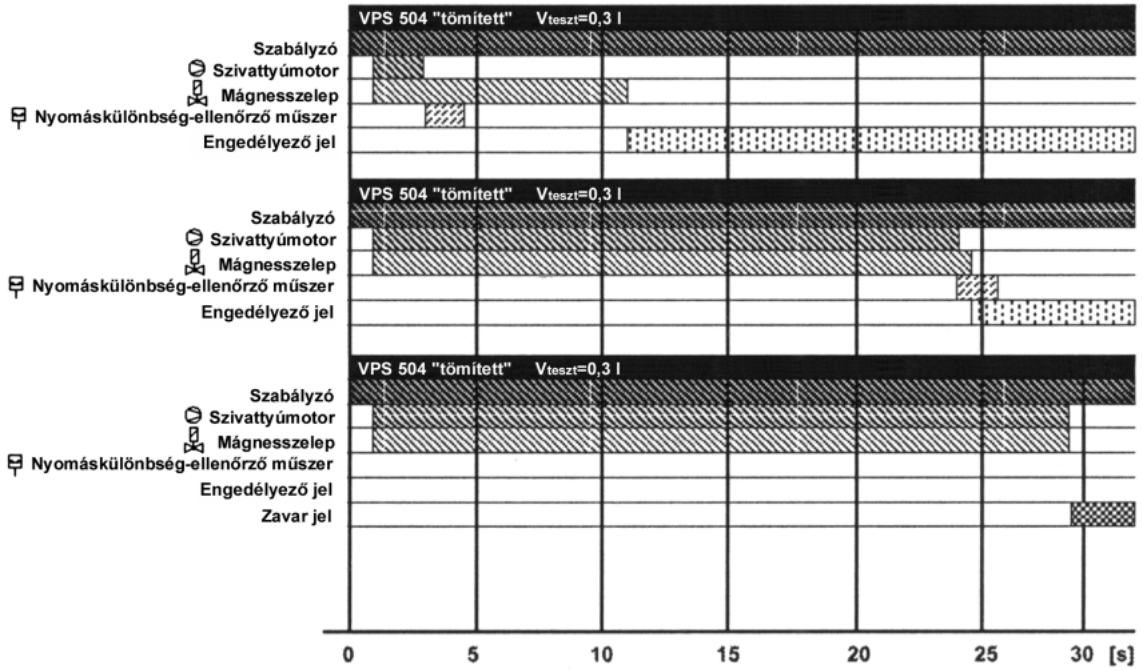 VPS 504 "tömített" Vteszt=0,3 l
Szabályzó
Szivattyúmotor
Mágnesszelep
Nyomáskülönbség-ellenőrző műszer
Engedélyező jel
VPS 504 "tömített" Vteszt=0,3 l
Szabályzó
Szivattyúmotor
Mágnesszelep
Nyomáskülönbség-ellenőrző műszer
Engedélyező jel
VPS 504 "tömített" Vteszt=0,3 l
Szabályzó
Szivattyúmotor
Mágnesszelep
Nyomáskülönbség-ellenőrző műszer
Engedélyező jel
Zavar jel
0 5 10 15 20 25 30 [s]